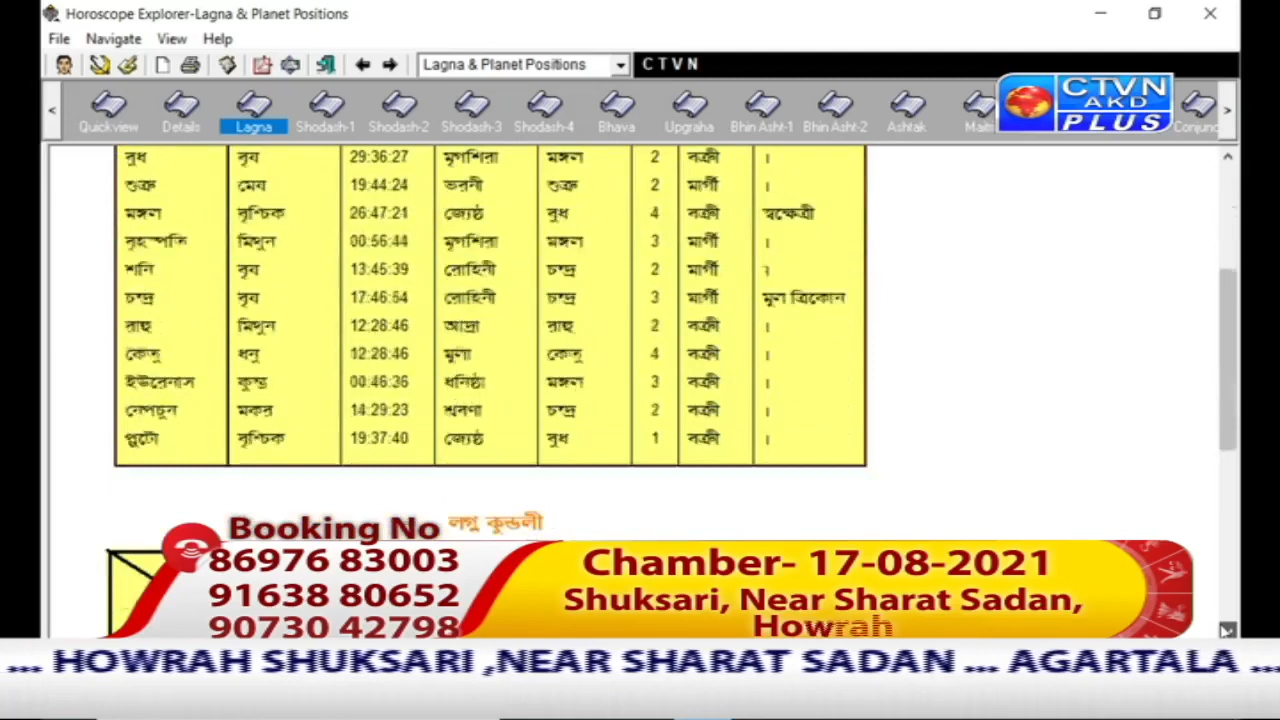 Horoscope Explorer-Lagna & Planet Positions
File Navigate View Help
Lagna & Planet Positions
C T V N
CTVN
AKD
PLUS
< Quickview Details Lagna Shodash-1 Shodash-2 Shodash-3 Shodash-4 Bhava Upgraha Bhin Asht-1 Bhin Asht-2 Ashtak Conjunc >
বুধ বৃষ 29:36:27 মৃগশিরা মঙ্গল 2 বক্রী ।
শুক্র মেষ 19:44:24 ভরনী শুক্র 2 মার্গী ।
মঙ্গল বৃশ্চিক 26:47:21 জ্যেষ্ঠ বুধ 4 বক্রী স্বক্ষেত্রী
বৃহস্পতি মিথুন 00:56:44 মৃগশিরা মঙ্গল 3 মার্গী ।
শনি বৃষ 13:45:39 রোহিনী চন্দ্র 2 মার্গী ।
চন্দ্র বৃষ 17:46:54 রোহিনী চন্দ্র 3 মার্গী মুল ত্রিকোন
রাহু মিথুন 12:28:46 আদ্রা রাহু 2 বক্রী ।
কেতু ধনু 12:28:46 মুলা কেতু 4 বক্রী ।
ইউরেনাস কুম্ভ 00:46:36 ধনিষ্ঠা মঙ্গল 3 বক্রী ।
নেপচুন মকর 14:29:23 শ্রবণা চন্দ্র 2 বক্রী ।
প্লুটো বৃশ্চিক 19:37:40 জ্যেষ্ঠ বুধ 1 বক্রী ।
লগ্ন কুন্ডলী
Booking No
86976 83003
91638 80652
90730 42798
Chamber- 17-08-2021
Shuksari, Near Sharat Sadan,
Howrah
... HOWRAH SHUKSARI ,NEAR SHARAT SADAN ... AGARTALA ...